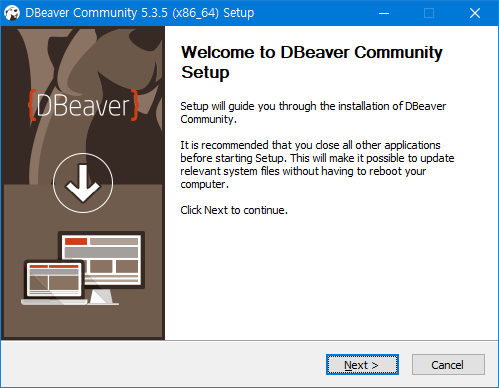 DBeaver Community 5.3.5 (x86_64) Setup
{DBeaver}
Welcome to DBeaver Community
Setup
Setup will guide you through the installation of DBeaver
Community.
It is recommended that you close all other applications
before starting Setup. This will make it possible to update
relevant system files without having to reboot your
computer.
Click Next to continue.
Next >
Cancel